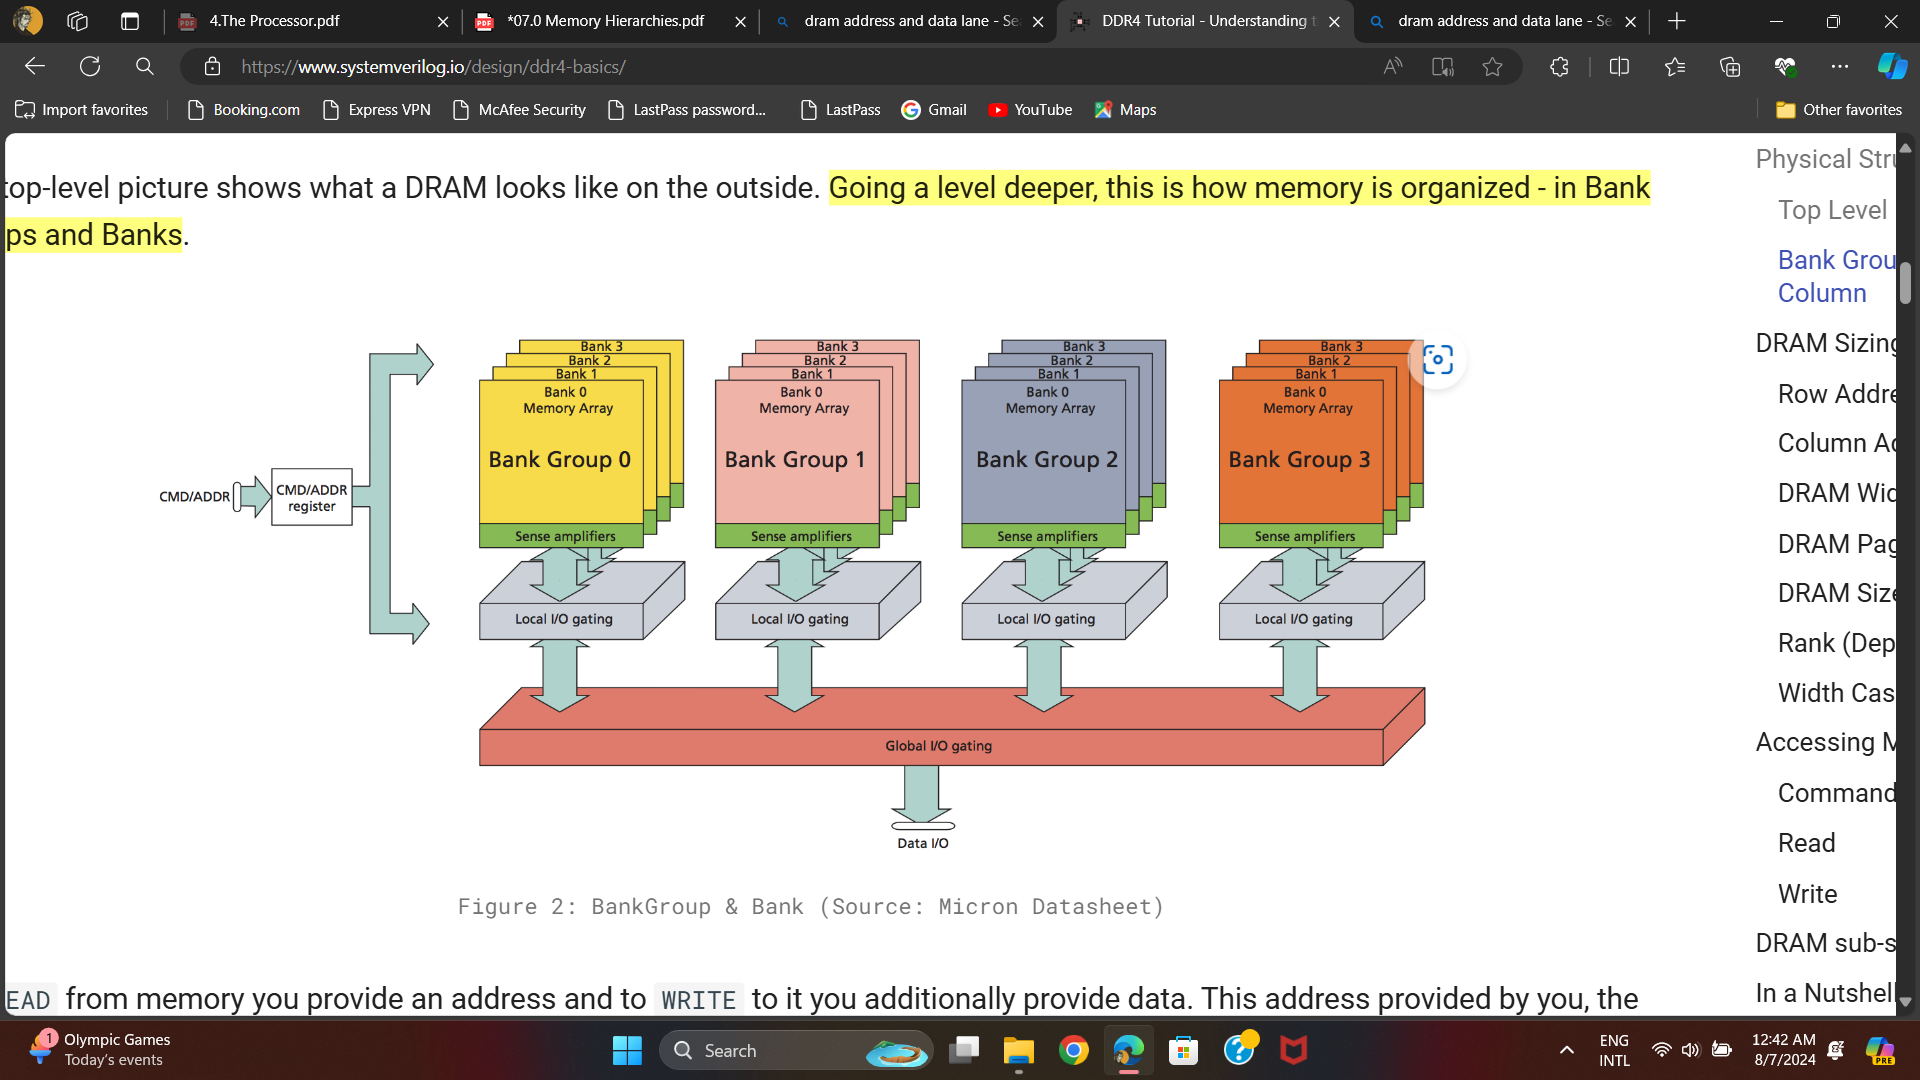 4.The Processor.pdf
*07.0 Memory Hierarchies.pdf
dram address and data lane - Se
DDR4 Tutorial - Understanding t
dram address and data lane - Se
https://www.systemverilog.io/design/ddr4-basics/
Import favorites
Booking.com
Express VPN
McAfee Security
LastPass password...
LastPass
Gmail
YouTube
Maps
Other favorites
top-level picture shows what a DRAM looks like on the outside. Going a level deeper, this is how memory is organized - in Bank
ps and Banks.
CMD/ADDR
CMD/ADDR
register
Bank 3
Bank 2
Bank 1
Bank 0
Memory Array
Bank Group 0
Sense amplifiers
Local I/O gating
Bank 3
Bank 2
Bank 1
Bank 0
Memory Array
Bank Group 1
Sense amplifiers
Local I/O gating
Bank 3
Bank 2
Bank 1
Bank 0
Memory Array
Bank Group 2
Sense amplifiers
Local I/O gating
Bank 3
Bank 2
Bank 1
Bank 0
Memory Array
Bank Group 3
Sense amplifiers
Local I/O gating
Global I/O gating
Data I/O
Figure 2: BankGroup & Bank (Source: Micron Datasheet)
EAD from memory you provide an address and to WRITE to it you additionally provide data. This address provided by you, the
Physical Stru
Top Level
Bank Grou
Column
DRAM Sizing
Row Addre
Column Ad
DRAM Wid
DRAM Pag
DRAM Size
Rank (Dep
Width Cas
Accessing M
Command
Read
Write
DRAM sub-s
In a Nutshell
1
Olympic Games
Today's events
Search
ENG
INTL
12:42 AM
8/7/2024
PRE